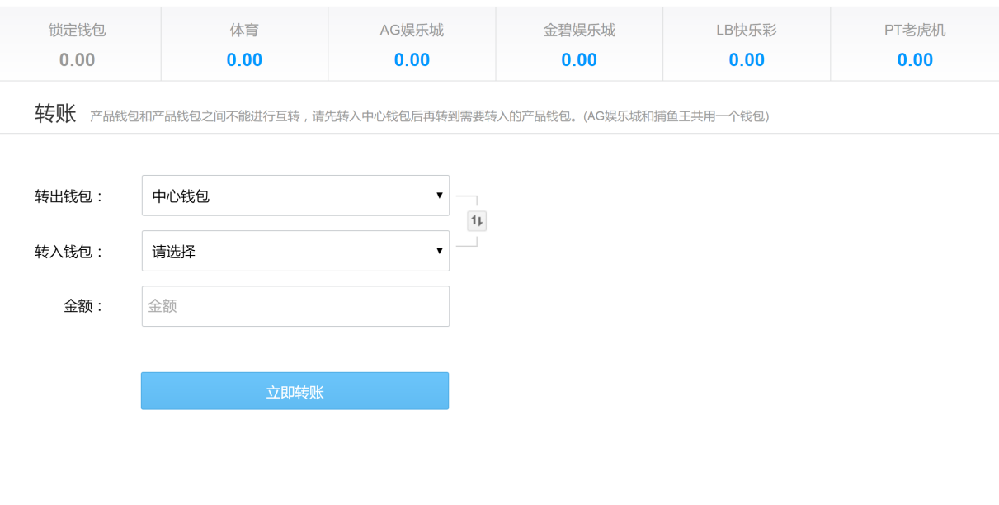 锁定钱包 体育 AG娱乐城 金碧娱乐城 LB快乐彩 PT老虎机
0.00 0.00 0.00 0.00 0.00 0.00
转账 产品钱包和产品钱包之间不能进行互转，请先转入中心钱包后再转到需要转入的产品钱包。(AG娱乐城和捕鱼王共用一个钱包)
转出钱包： 中心钱包
转入钱包： 请选择
金额： 金额
立即转账